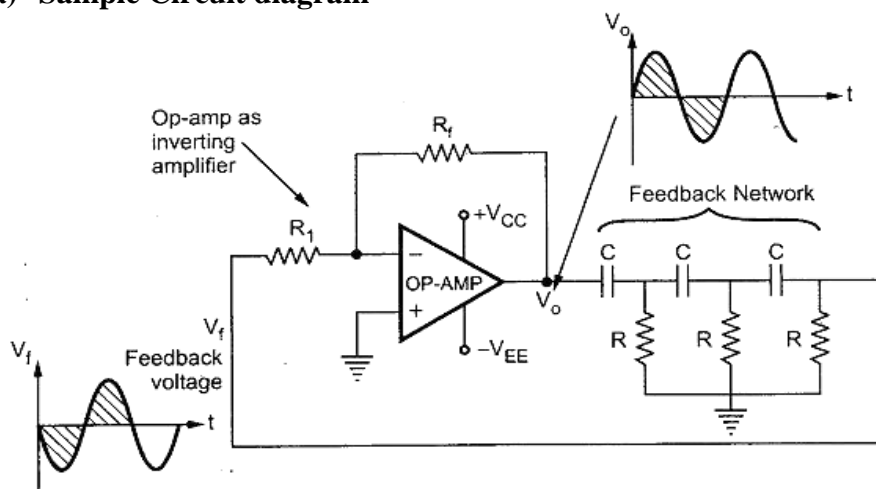 a) Sample Circuit diagram
Vo
t
Op-amp as
inverting
amplifier
Rf
Feedback Network
R1
+VCC
C C C
−
OP-AMP
+
Vo
Vf
R R R
−VEE
Vf
Feedback
voltage
t